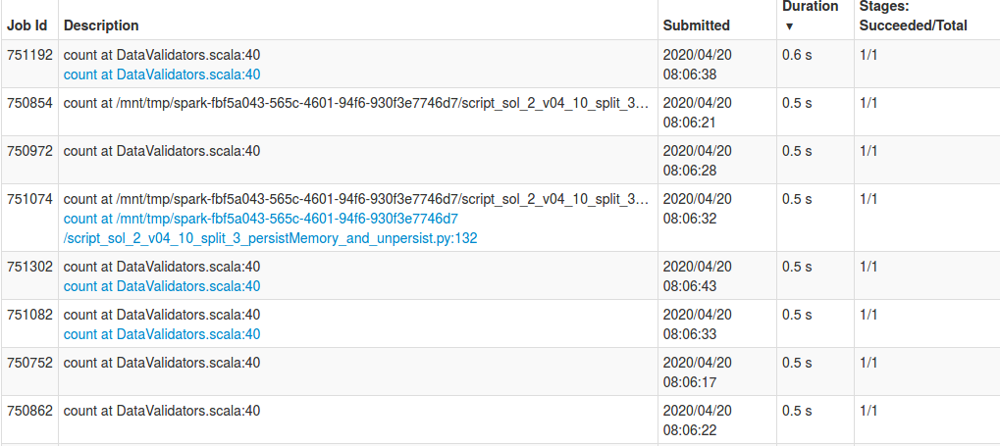 Job Id Description Submitted Duration ▼ Stages: Succeeded/Total
751192 count at DataValidators.scala:40 2020/04/20 0.6 s 1/1
count at DataValidators.scala:40 08:06:38
750854 count at /mnt/tmp/spark-fbf5a043-565c-4601-94f6-930f3e7746d7/script_sol_2_v04_10_split_3... 2020/04/20 0.5 s 1/1
08:06:21
750972 count at DataValidators.scala:40 2020/04/20 0.5 s 1/1
08:06:28
751074 count at /mnt/tmp/spark-fbf5a043-565c-4601-94f6-930f3e7746d7/script_sol_2_v04_10_split_3... 2020/04/20 0.5 s 1/1
count at /mnt/tmp/spark-fbf5a043-565c-4601-94f6-930f3e7746d7 08:06:32
/script_sol_2_v04_10_split_3_persistMemory_and_unpersist.py:132
751302 count at DataValidators.scala:40 2020/04/20 0.5 s 1/1
count at DataValidators.scala:40 08:06:43
751082 count at DataValidators.scala:40 2020/04/20 0.5 s 1/1
count at DataValidators.scala:40 08:06:33
750752 count at DataValidators.scala:40 2020/04/20 0.5 s 1/1
08:06:17
750862 count at DataValidators.scala:40 2020/04/20 0.5 s 1/1
08:06:22